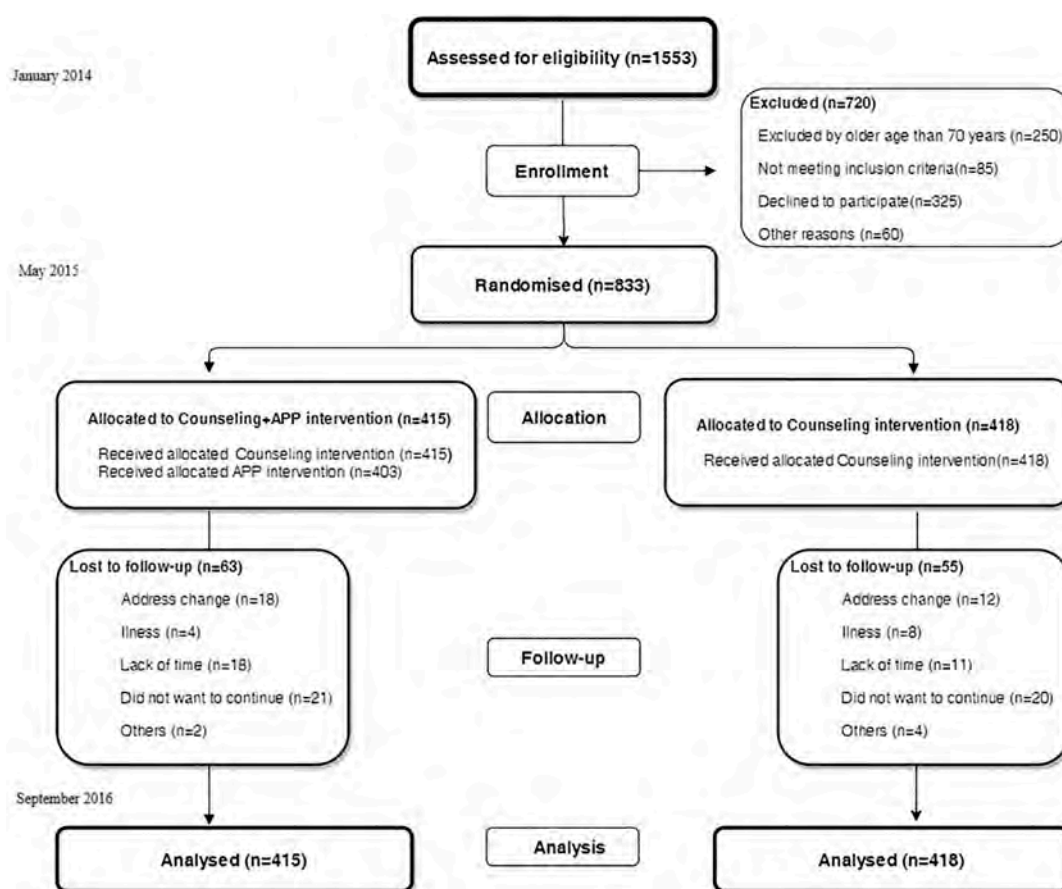 Assessed for eligibility (n=1553)
January 2014
Excluded (n=720)
Excluded by older age than 70 years (n=250)
Not meeting inclusion criteria(n=85)
Declined to participate(n=325)
Other reasons (n=60)
Enrollment
May 2015
Randomised (n=833)
Allocated to Counseling+APP intervention (n=415)
Received allocated Counseling intervention (n=415)
Received allocated APP intervention (n=403)
Allocation
Allocated to Counseling intervention (n=418)
Received allocated Counseling intervention(n=418)
Lost to follow-up (n=63)
Address change (n=18)
Ilness (n=4)
Lack of time (n=18)
Did not want to continue (n=21)
Others (n=2)
Follow-up
Lost to follow-up (n=55)
Address change (n=12)
Ilness (n=8)
Lack of time (n=11)
Did not want to continue (n=20)
Others (n=4)
September 2016
Analysed (n=415)
Analysis
Analysed (n=418)